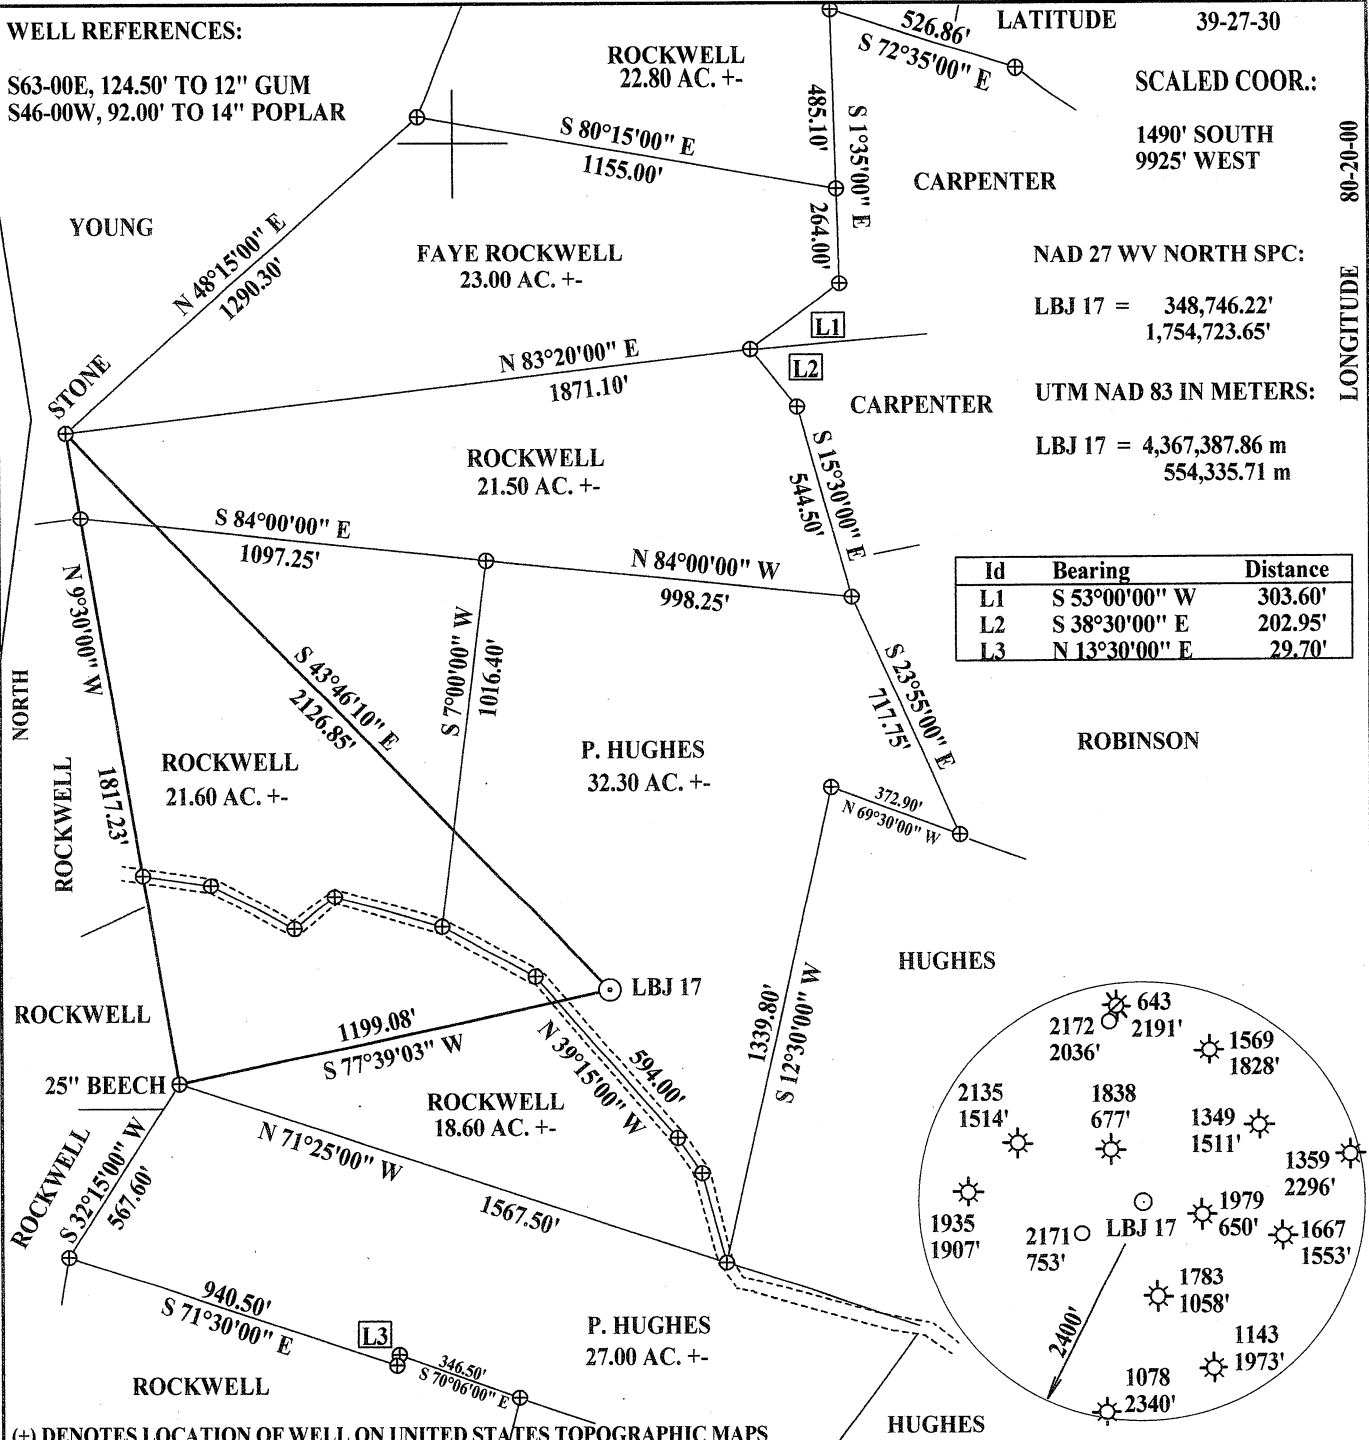 WELL REFERENCES:
S63-00E, 124.50' TO 12" GUM
S46-00W, 92.00' TO 14" POPLAR
ROCKWELL
22.80 AC. +-
526.86'
S 72°35'00" E
LATITUDE 39-27-30
SCALED COOR.:
1490' SOUTH
9925' WEST
80-20-00
LONGITUDE
485.10'
S 1°35'00" E
264.00'
S 80°15'00" E
1155.00'
CARPENTER
YOUNG
N 48°15'00" E
1290.30'
FAYE ROCKWELL
23.00 AC. +-
NAD 27 WV NORTH SPC:
LBJ 17 = 348,746.22'
1,754,723.65'
L1
L2
STONE
N 83°20'00" E
1871.10'
CARPENTER
UTM NAD 83 IN METERS:
LBJ 17 = 4,367,387.86 m
554,335.71 m
ROCKWELL
21.50 AC. +-
S 15°30'00" E
544.50'
S 84°00'00" E
1097.25'
N 84°00'00" W
998.25'
Id Bearing Distance
L1 S 53°00'00" W 303.60'
L2 S 38°30'00" E 202.95'
L3 N 13°30'00" E 29.70'
N 9°30'00" W
1817.23'
S 43°46'10" E
2126.85'
S 7°00'00" W
1016.40'
S 23°55'00" E
717.75'
NORTH
ROCKWELL
ROCKWELL
21.60 AC. +-
P. HUGHES
32.30 AC. +-
ROBINSON
372.90'
N 69°30'00" W
HUGHES
LBJ 17
ROCKWELL
1199.08'
S 77°39'03" W
N 39°15'00" W
594.00'
1339.80'
S 12°30'00" W
25" BEECH
ROCKWELL
18.60 AC. +-
N 71°25'00" W
1567.50'
ROCKWELL
S 32°15'00" W
567.60'
940.50'
S 71°30'00" E
L3
346.50'
S 70°06'00" E
P. HUGHES
27.00 AC. +-
ROCKWELL
HUGHES
643
2191'
2172
2036'
1569
1828'
2135
1514'
1838
677'
1349
1511'
1359
2296'
1935
1907'
2171
753'
LBJ 17
1979
650'
1667
1553'
1783
1058'
2400'
1143
1973'
1078
2340'
(+) DENOTES LOCATION OF WELL ON UNITED STATES TOPOGRAPHIC MAPS